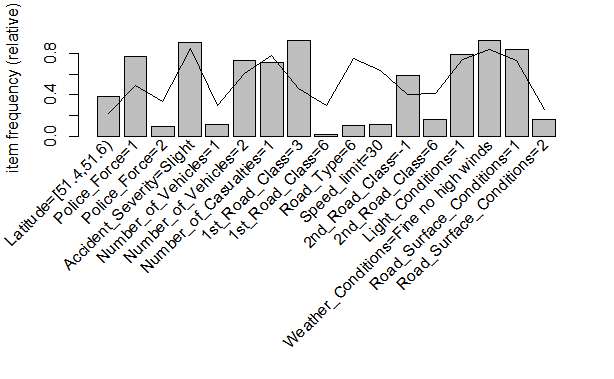 item frequency (relative)
0.0
0.4
0.8
Latitude=[51.4,51.6)
Police_Force=1
Police_Force=2
Accident_Severity=Slight
Number_of_Vehicles=1
Number_of_Vehicles=2
Number_of_Casualties=1
1st_Road_Class=3
1st_Road_Class=6
Road_Type=6
Speed_limit=30
2nd_Road_Class=-1
2nd_Road_Class=6
Light_Conditions=1
Weather_Conditions=Fine no high winds
Road_Surface_Conditions=1
Road_Surface_Conditions=2